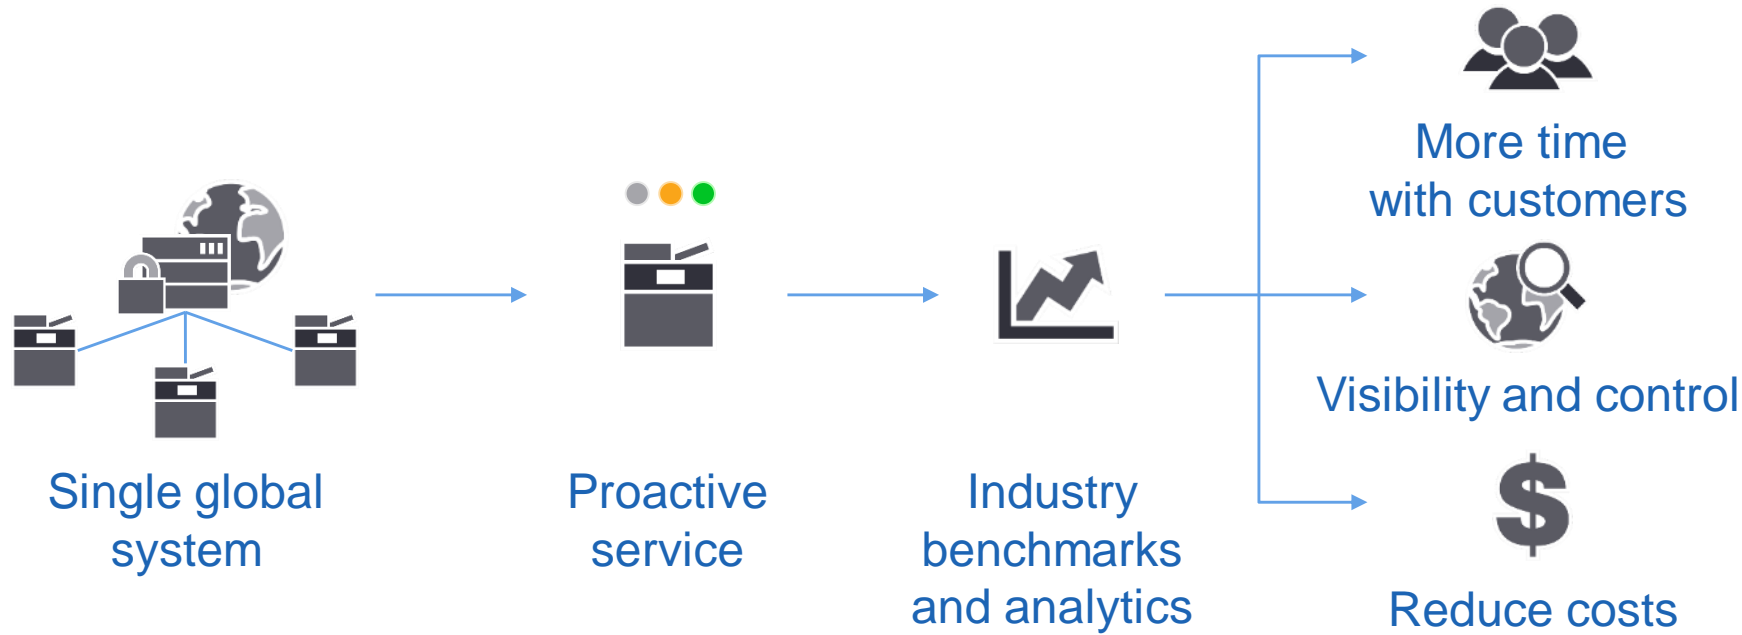 Single global
system
Proactive
service
Industry
benchmarks
and analytics
More time
with customers
Visibility and control
Reduce costs